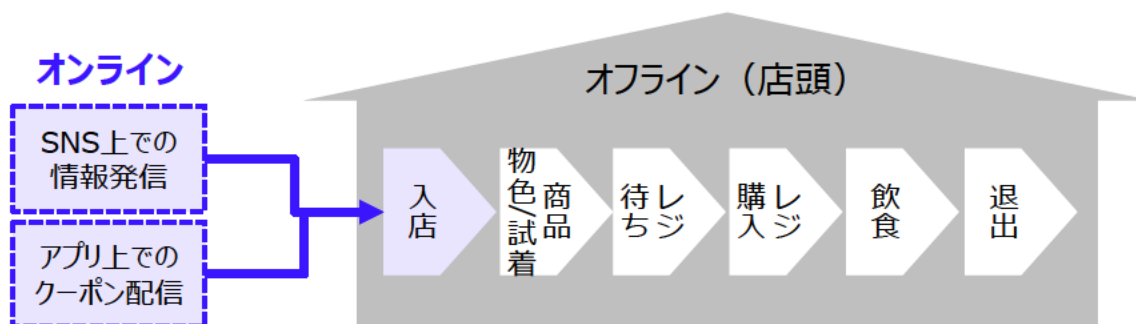 オンライン
SNS上での
情報発信
アプリ上での
クーポン配信
オフライン（店頭）
入店
商品
物色/試着
レジ
待ち
レジ
購入
飲食
退出